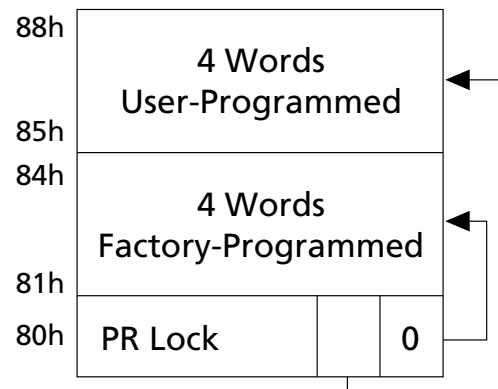 88h
4 Words
User-Programmed
85h
84h
4 Words
Factory-Programmed
81h
80h PR Lock 0